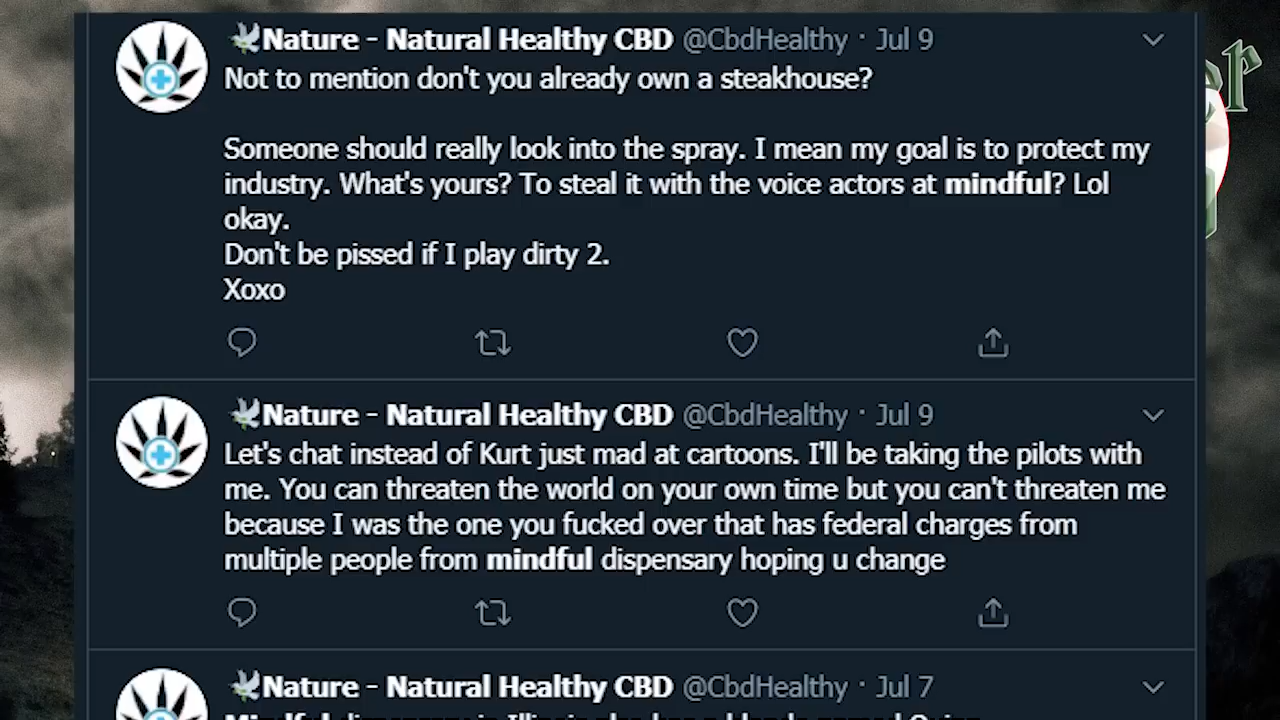 Nature - Natural Healthy CBD @CbdHealthy · Jul 9
Not to mention don't you already own a steakhouse?
Someone should really look into the spray. I mean my goal is to protect my
industry. What's yours? To steal it with the voice actors at mindful? Lol
okay.
Don't be pissed if I play dirty 2.
Xoxo
Nature - Natural Healthy CBD @CbdHealthy · Jul 9
Let's chat instead of Kurt just mad at cartoons. I'll be taking the pilots with
me. You can threaten the world on your own time but you can't threaten me
because I was the one you fucked over that has federal charges from
multiple people from mindful dispensary hoping u change
Nature - Natural Healthy CBD @CbdHealthy · Jul 7